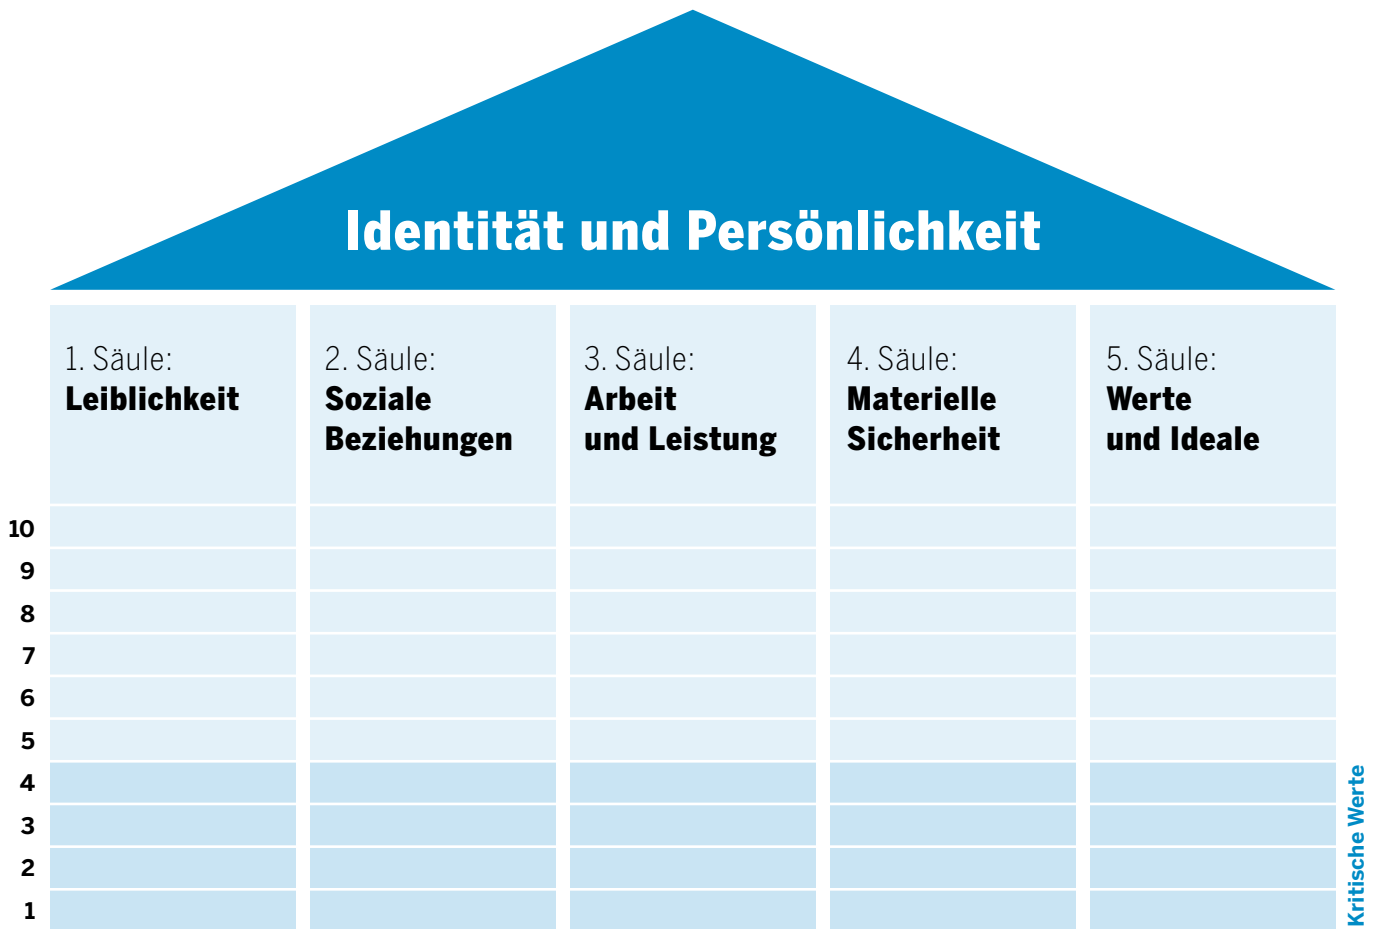 Identität und Persönlichkeit
1. Säule:
Leiblichkeit
2. Säule:
Soziale
Beziehungen
3. Säule:
Arbeit
und Leistung
4. Säule:
Materielle
Sicherheit
5. Säule:
Werte
und Ideale
10
9
8
7
6
5
4
3
2
1
Kritische Werte